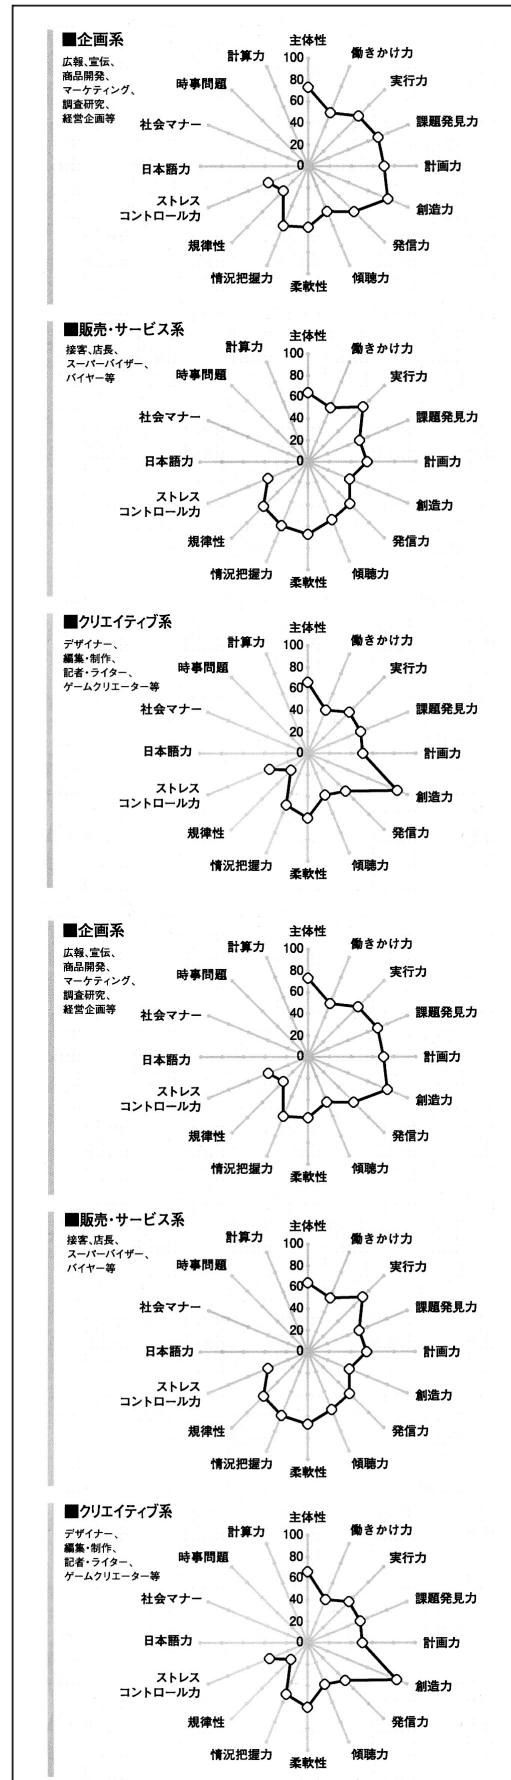 ■企画系
広報、宣伝、
商品開発、
マーケティング、
調査研究、
経営企画等
主体性
働きかけ力
実行力
課題発見力
計画力
創造力
発信力
傾聴力
柔軟性
情況把握力
規律性
ストレス
コントロール力
日本語力
社会マナー
時事問題
計算力
100
80
60
40
20
0
■販売・サービス系
接客、店長、
スーパーバイザー、
バイヤー等
主体性
働きかけ力
実行力
課題発見力
計画力
創造力
発信力
傾聴力
柔軟性
情況把握力
規律性
ストレス
コントロール力
日本語力
社会マナー
時事問題
計算力
100
80
60
40
20
0
■クリエイティブ系
デザイナー、
編集・制作、
記者・ライター、
ゲームクリエーター等
主体性
働きかけ力
実行力
課題発見力
計画力
創造力
発信力
傾聴力
柔軟性
情況把握力
規律性
ストレス
コントロール力
日本語力
社会マナー
時事問題
計算力
100
80
60
40
20
0
■企画系
広報、宣伝、
商品開発、
マーケティング、
調査研究、
経営企画等
主体性
働きかけ力
実行力
課題発見力
計画力
創造力
発信力
傾聴力
柔軟性
情況把握力
規律性
ストレス
コントロール力
日本語力
社会マナー
時事問題
計算力
100
80
60
40
20
0
■販売・サービス系
接客、店長、
スーパーバイザー、
バイヤー等
主体性
働きかけ力
実行力
課題発見力
計画力
創造力
発信力
傾聴力
柔軟性
情況把握力
規律性
ストレス
コントロール力
日本語力
社会マナー
時事問題
計算力
100
80
60
40
20
0
■クリエイティブ系
デザイナー、
編集・制作、
記者・ライター、
ゲームクリエーター等
主体性
働きかけ力
実行力
課題発見力
計画力
創造力
発信力
傾聴力
柔軟性
情況把握力
規律性
ストレス
コントロール力
日本語力
社会マナー
時事問題
計算力
100
80
60
40
20
0